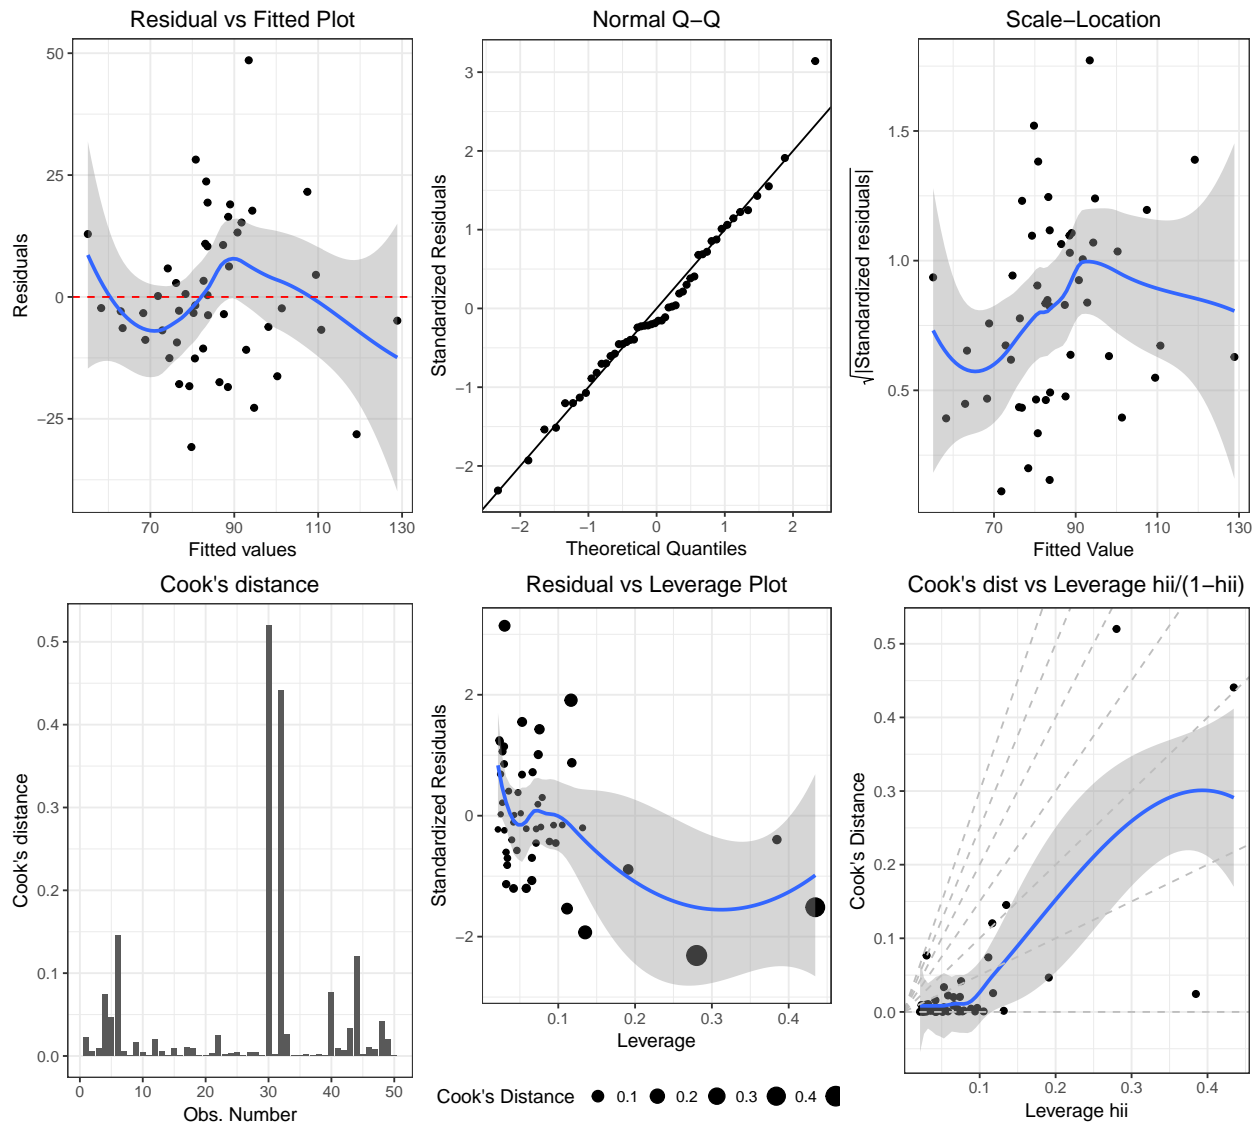 Residual vs Fitted Plot
Residuals
50
25
0
−25
70 90 110 130
Fitted values
Normal Q−Q
Standardized Residuals
3
2
1
0
−1
−2
−2 −1 0 1 2
Theoretical Quantiles
Scale−Location
√|Standardized residuals|
1.5
1.0
0.5
70 90 110 130
Fitted Value
Cook's distance
Cook's distance
0.5
0.4
0.3
0.2
0.1
0.0
0 10 20 30 40 50
Obs. Number
Residual vs Leverage Plot
Standardized Residuals
2
0
−2
0.1 0.2 0.3 0.4
Leverage
Cook's Distance 0.1 0.2 0.3 0.4
Cook's dist vs Leverage hii/(1−hii)
Cook's Distance
0.5
0.4
0.3
0.2
0.1
0.0
0.1 0.2 0.3 0.4
Leverage hii